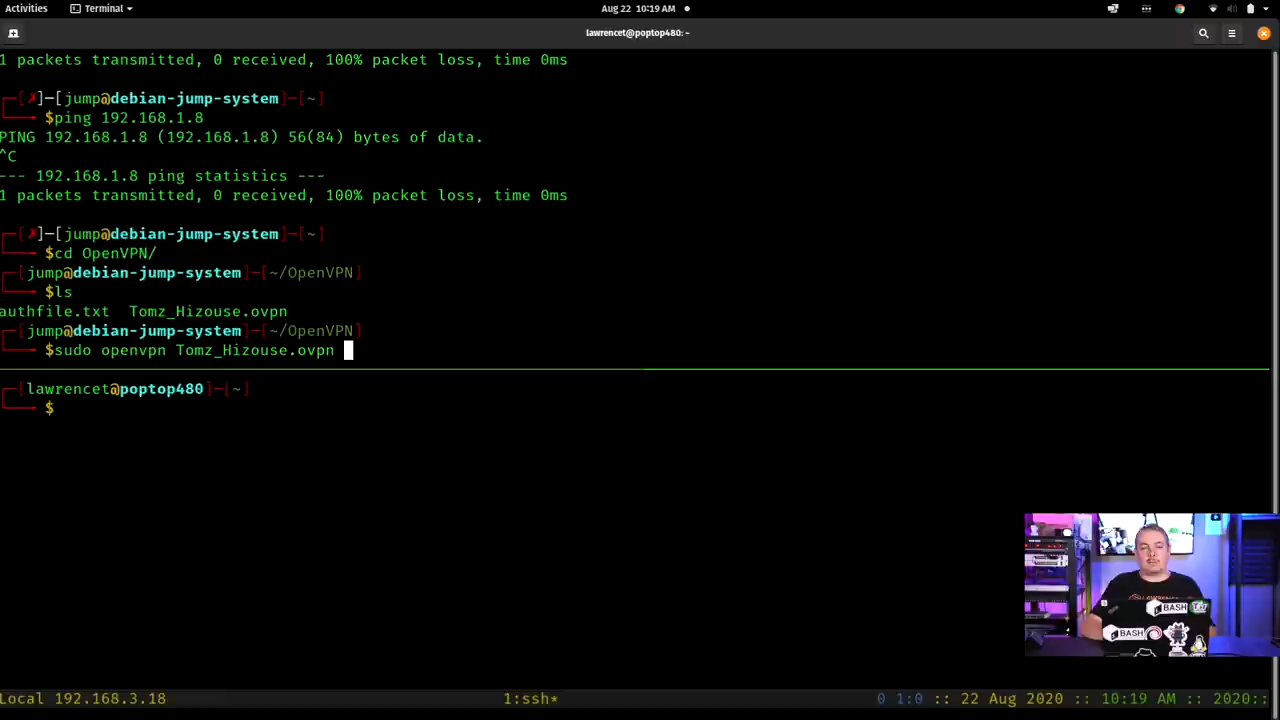 Activities Terminal Aug 22 10:19 AM
lawrencet@poptop480: ~
1 packets transmitted, 0 received, 100% packet loss, time 0ms
┌─[✗]─[jump@debian-jump-system]─[~]
└──╼ $ping 192.168.1.8
PING 192.168.1.8 (192.168.1.8) 56(84) bytes of data.
^C
--- 192.168.1.8 ping statistics ---
1 packets transmitted, 0 received, 100% packet loss, time 0ms
┌─[✗]─[jump@debian-jump-system]─[~]
└──╼ $cd OpenVPN/
┌─[jump@debian-jump-system]─[~/OpenVPN]
└──╼ $ls
authfile.txt Tomz_Hizouse.ovpn
┌─[jump@debian-jump-system]─[~/OpenVPN]
└──╼ $sudo openvpn Tomz_Hizouse.ovpn
┌─[lawrencet@poptop480]─[~]
└──╼ $
BASH
BASH
Local 192.168.3.18 1:ssh* 0 1:0 :: 22 Aug 2020 :: 10:19 AM :: 2020::